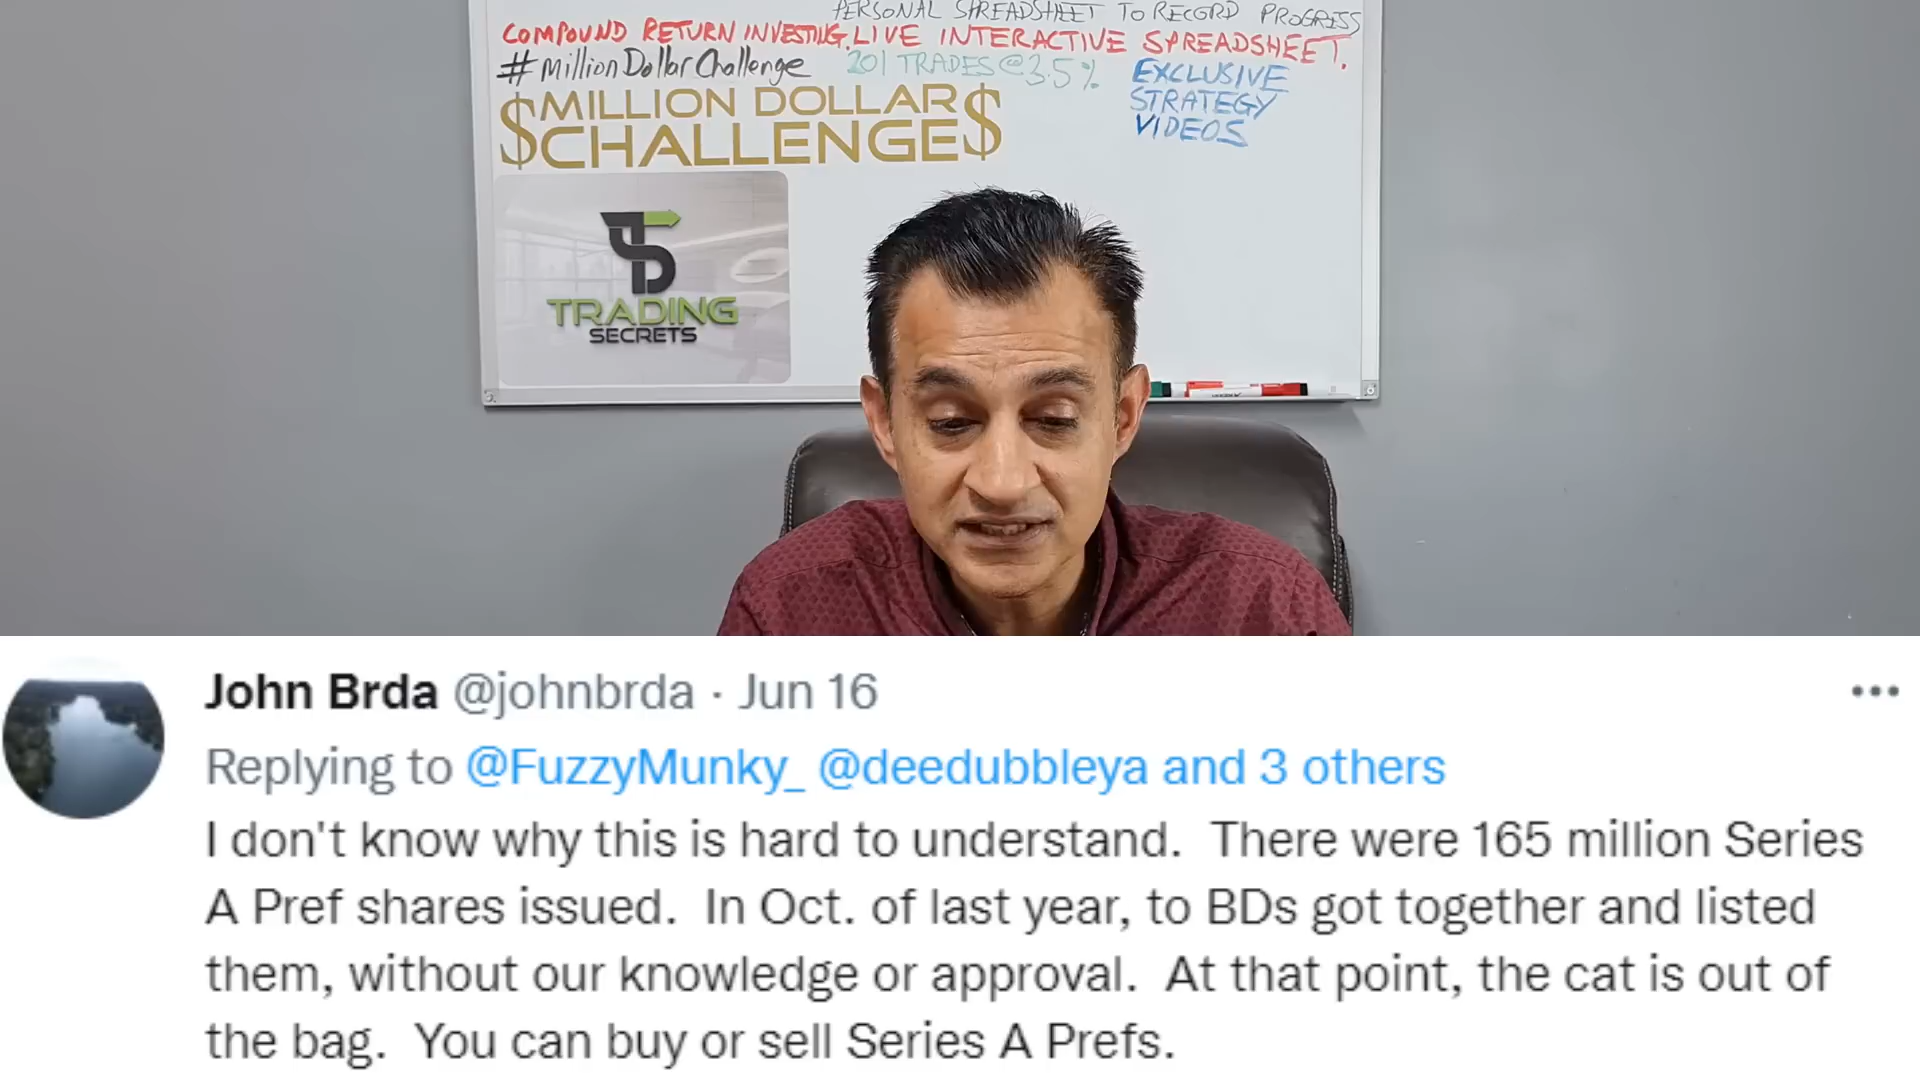 PERSONAL SPREADSHEET TO RECORD PROGRESS
COMPOUND RETURN INVESTING. LIVE INTERACTIVE SPREADSHEET.
#MillionDollarChallenge 201 TRADES @ 3.5% EXCLUSIVE
STRATEGY
VIDEOS
$MILLION DOLLAR
CHALLENGE$
TRADING
SECRETS
John Brda @johnbrda · Jun 16
Replying to @FuzzyMunky_ @deedubbleya and 3 others
I don't know why this is hard to understand. There were 165 million Series
A Pref shares issued. In Oct. of last year, to BDs got together and listed
them, without our knowledge or approval. At that point, the cat is out of
the bag. You can buy or sell Series A Prefs.